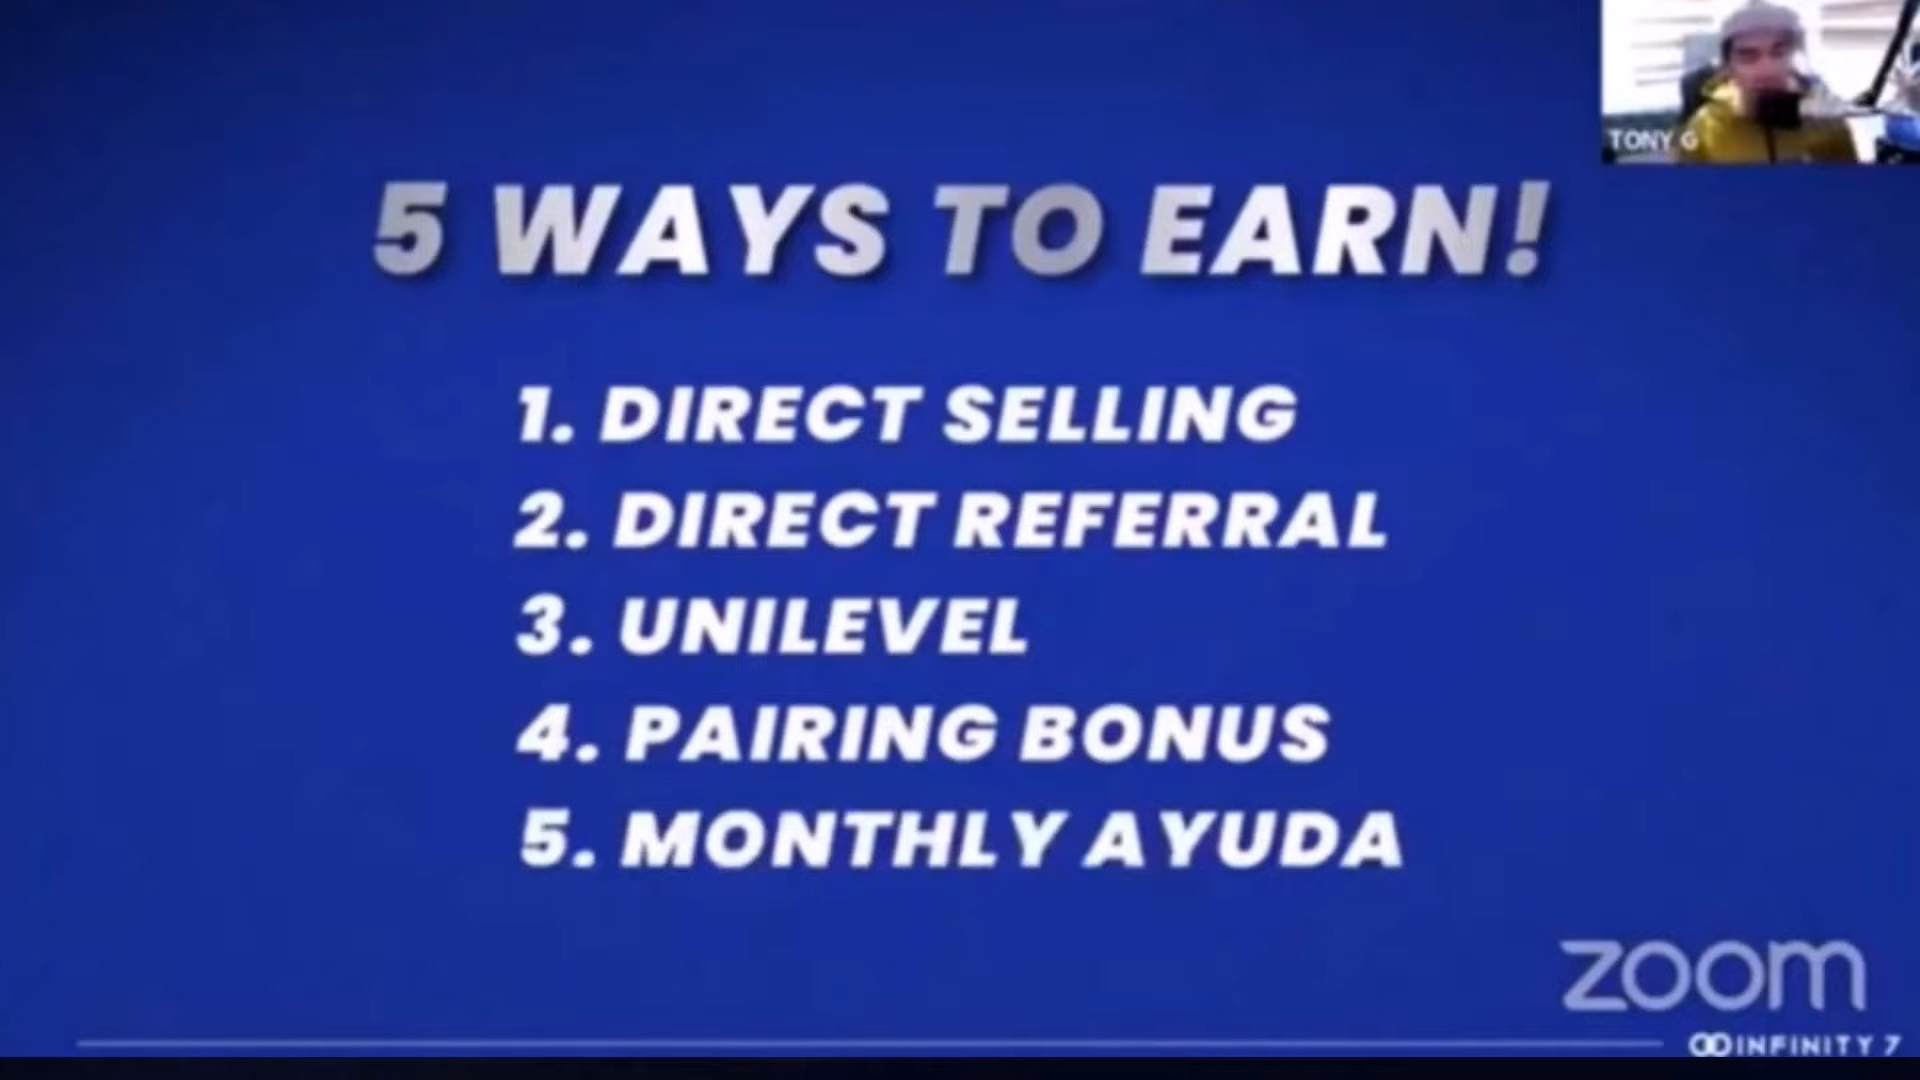 TONY G
5 WAYS TO EARN!
1. DIRECT SELLING
2. DIRECT REFERRAL
3. UNILEVEL
4. PAIRING BONUS
5. MONTHLY AYUDA
zoom
INFINITY 7